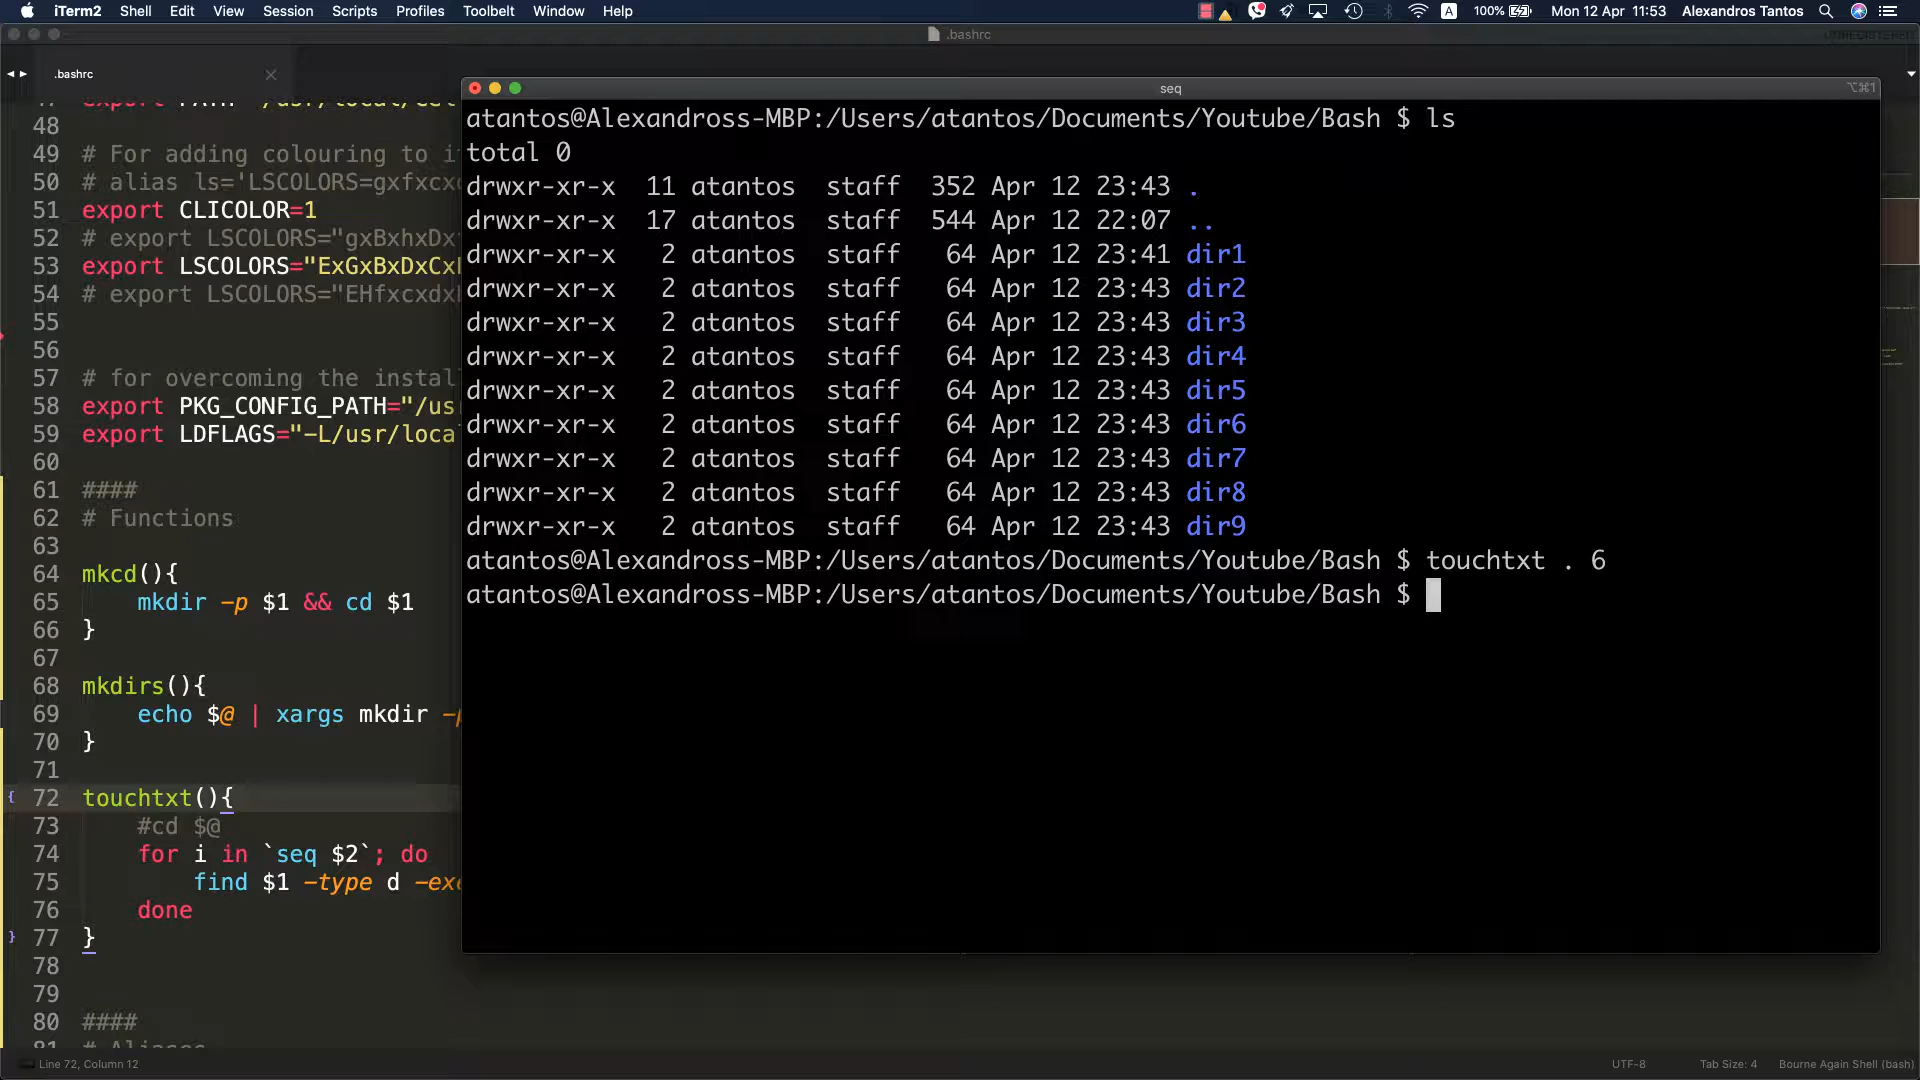 iTerm2 Shell Edit View Session Scripts Profiles Toolbelt Window Help A 100% Mon 12 Apr 11:53 Alexandros Tantos
.bashrc
.bashrc
48
49 # For adding colouring to
50 # alias ls='LSCOLORS=gxfxcx
51 export CLICOLOR=1
52 # export LSCOLORS="gxBxhxDx
53 export LSCOLORS="ExGxBxDxCx
54 # export LSCOLORS="EHfxcxdx
55
56
57 # for overcoming the instal
58 export PKG_CONFIG_PATH="/us
59 export LDFLAGS="-L/usr/loca
60
61 ####
62 # Functions
63
64 mkcd(){
65 mkdir -p $1 && cd $1
66 }
67
68 mkdirs(){
69 echo $@ | xargs mkdir -p
70 }
71
72 touchtxt(){
73 #cd $@
74 for i in `seq $2`; do
75 find $1 -type d -exe
76 done
77 }
78
79
80 ####
81 # Aliases
Line 72, Column 12
UTF-8 Tab Size: 4 Bourne Again Shell (bash)
seq
⌥⌘1
atantos@Alexandross-MBP:/Users/atantos/Documents/Youtube/Bash $ ls
total 0
drwxr-xr-x 11 atantos staff 352 Apr 12 23:43 .
drwxr-xr-x 17 atantos staff 544 Apr 12 22:07 ..
drwxr-xr-x 2 atantos staff 64 Apr 12 23:41 dir1
drwxr-xr-x 2 atantos staff 64 Apr 12 23:43 dir2
drwxr-xr-x 2 atantos staff 64 Apr 12 23:43 dir3
drwxr-xr-x 2 atantos staff 64 Apr 12 23:43 dir4
drwxr-xr-x 2 atantos staff 64 Apr 12 23:43 dir5
drwxr-xr-x 2 atantos staff 64 Apr 12 23:43 dir6
drwxr-xr-x 2 atantos staff 64 Apr 12 23:43 dir7
drwxr-xr-x 2 atantos staff 64 Apr 12 23:43 dir8
drwxr-xr-x 2 atantos staff 64 Apr 12 23:43 dir9
atantos@Alexandross-MBP:/Users/atantos/Documents/Youtube/Bash $ touchtxt . 6
atantos@Alexandross-MBP:/Users/atantos/Documents/Youtube/Bash $